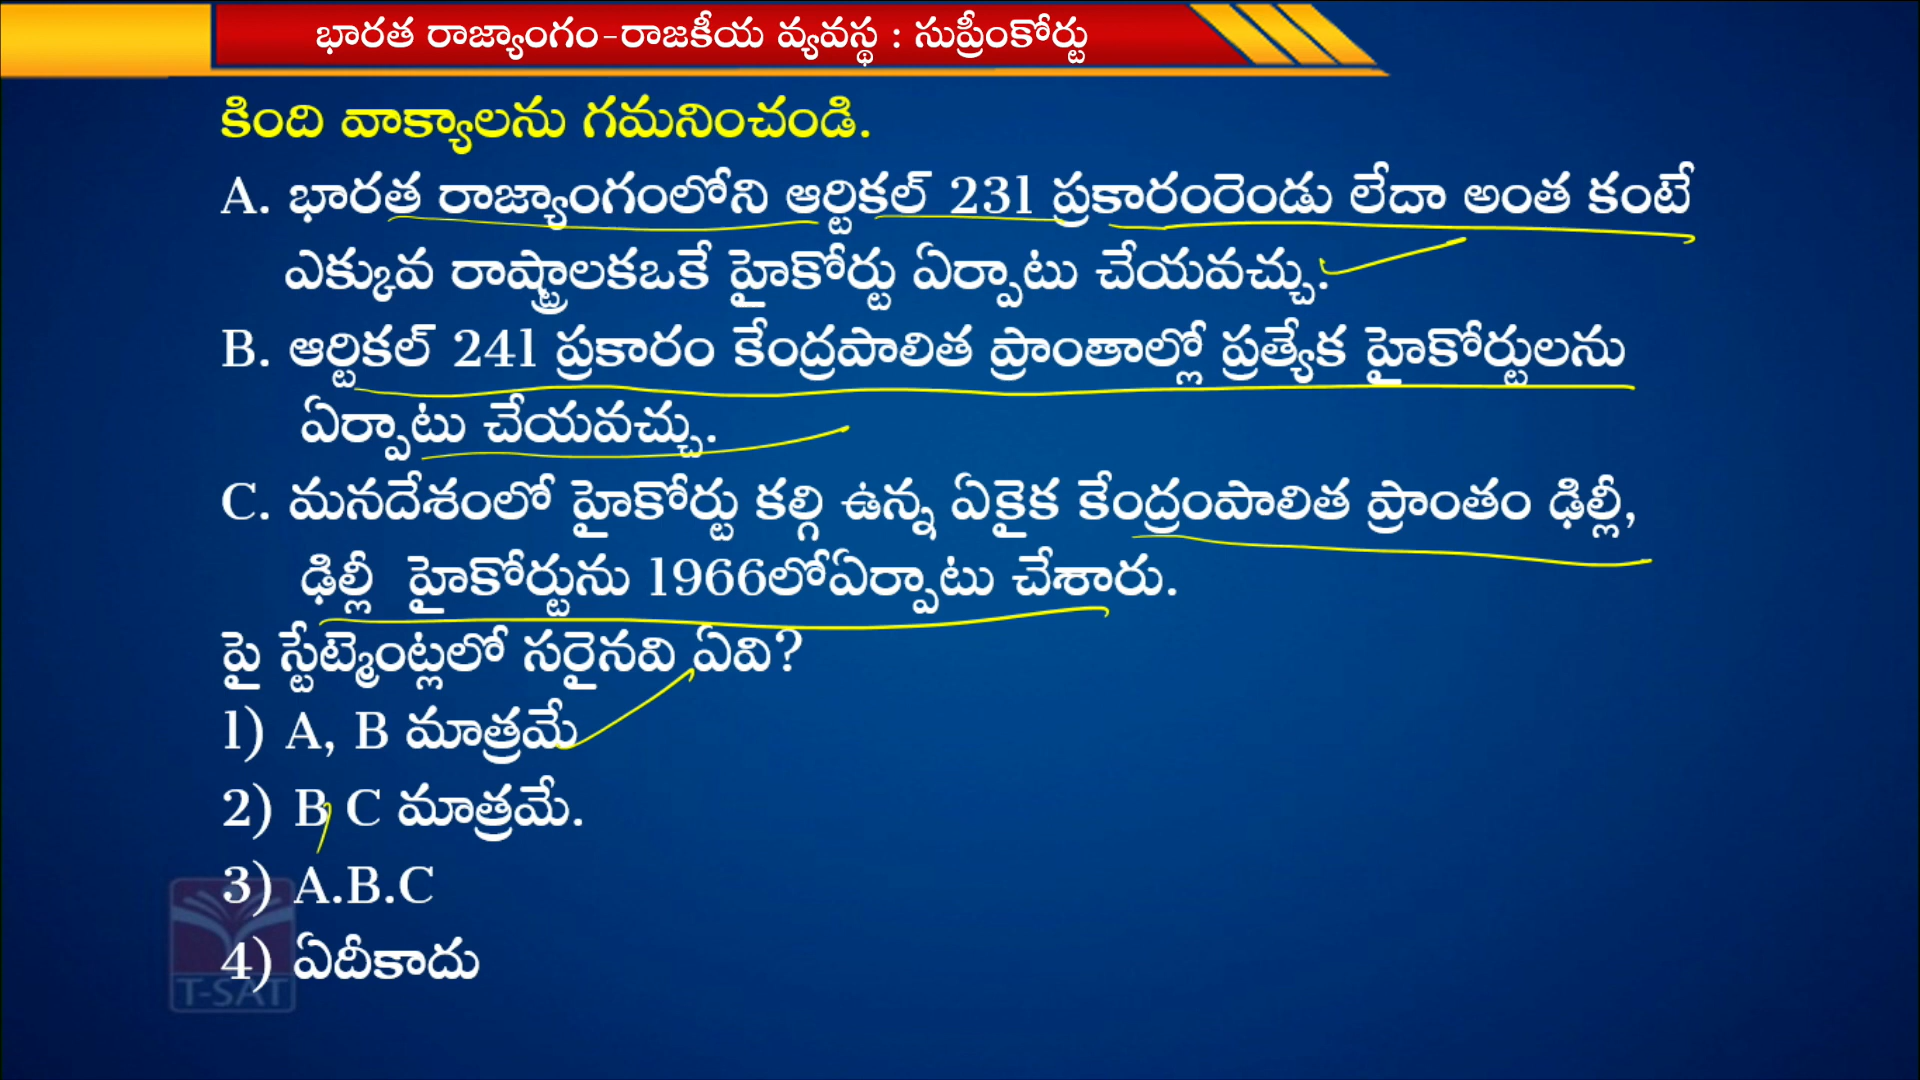 భారత రాజ్యాంగం-రాజకీయ వ్యవస్థ : సుప్రీంకోర్టు
కింది వాక్యాలను గమనించండి.
A. భారత రాజ్యాంగంలోని ఆర్టికల్ 231 ప్రకారంరెండు లేదా అంత కంటే
ఎక్కువ రాష్ట్రాలకఒకే హైకోర్టు ఏర్పాటు చేయవచ్చు.
B. ఆర్టికల్ 241 ప్రకారం కేంద్రపాలిత ప్రాంతాల్లో ప్రత్యేక హైకోర్టులను
ఏర్పాటు చేయవచ్చు.
C. మనదేశంలో హైకోర్టు కల్గి ఉన్న ఏకైక కేంద్రంపాలిత ప్రాంతం ఢిల్లీ,
ఢిల్లీ హైకోర్టును 1966లోఏర్పాటు చేశారు.
పై స్టేట్మెంట్లలో సరైనవి ఏవి?
1) A, B మాత్రమే
2) B C మాత్రమే.
3) A.B.C
4) ఏదీకాదు
T-SAT